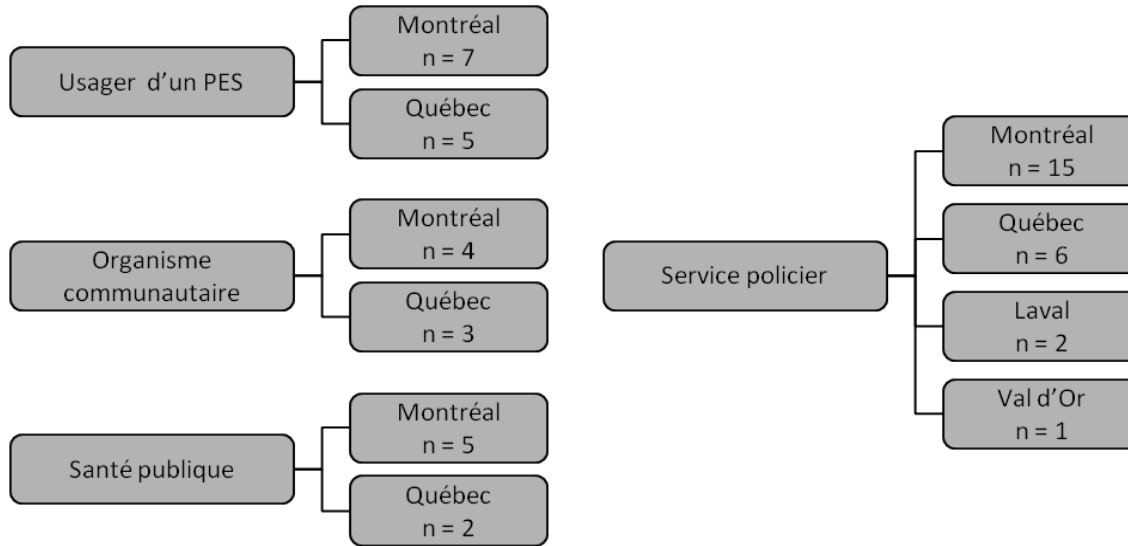 Usager d'un PES
Montréal
n = 7
Québec
n = 5
Organisme
communautaire
Montréal
n = 4
Québec
n = 3
Santé publique
Montréal
n = 5
Québec
n = 2
Service policier
Montréal
n = 15
Québec
n = 6
Laval
n = 2
Val d'Or
n = 1